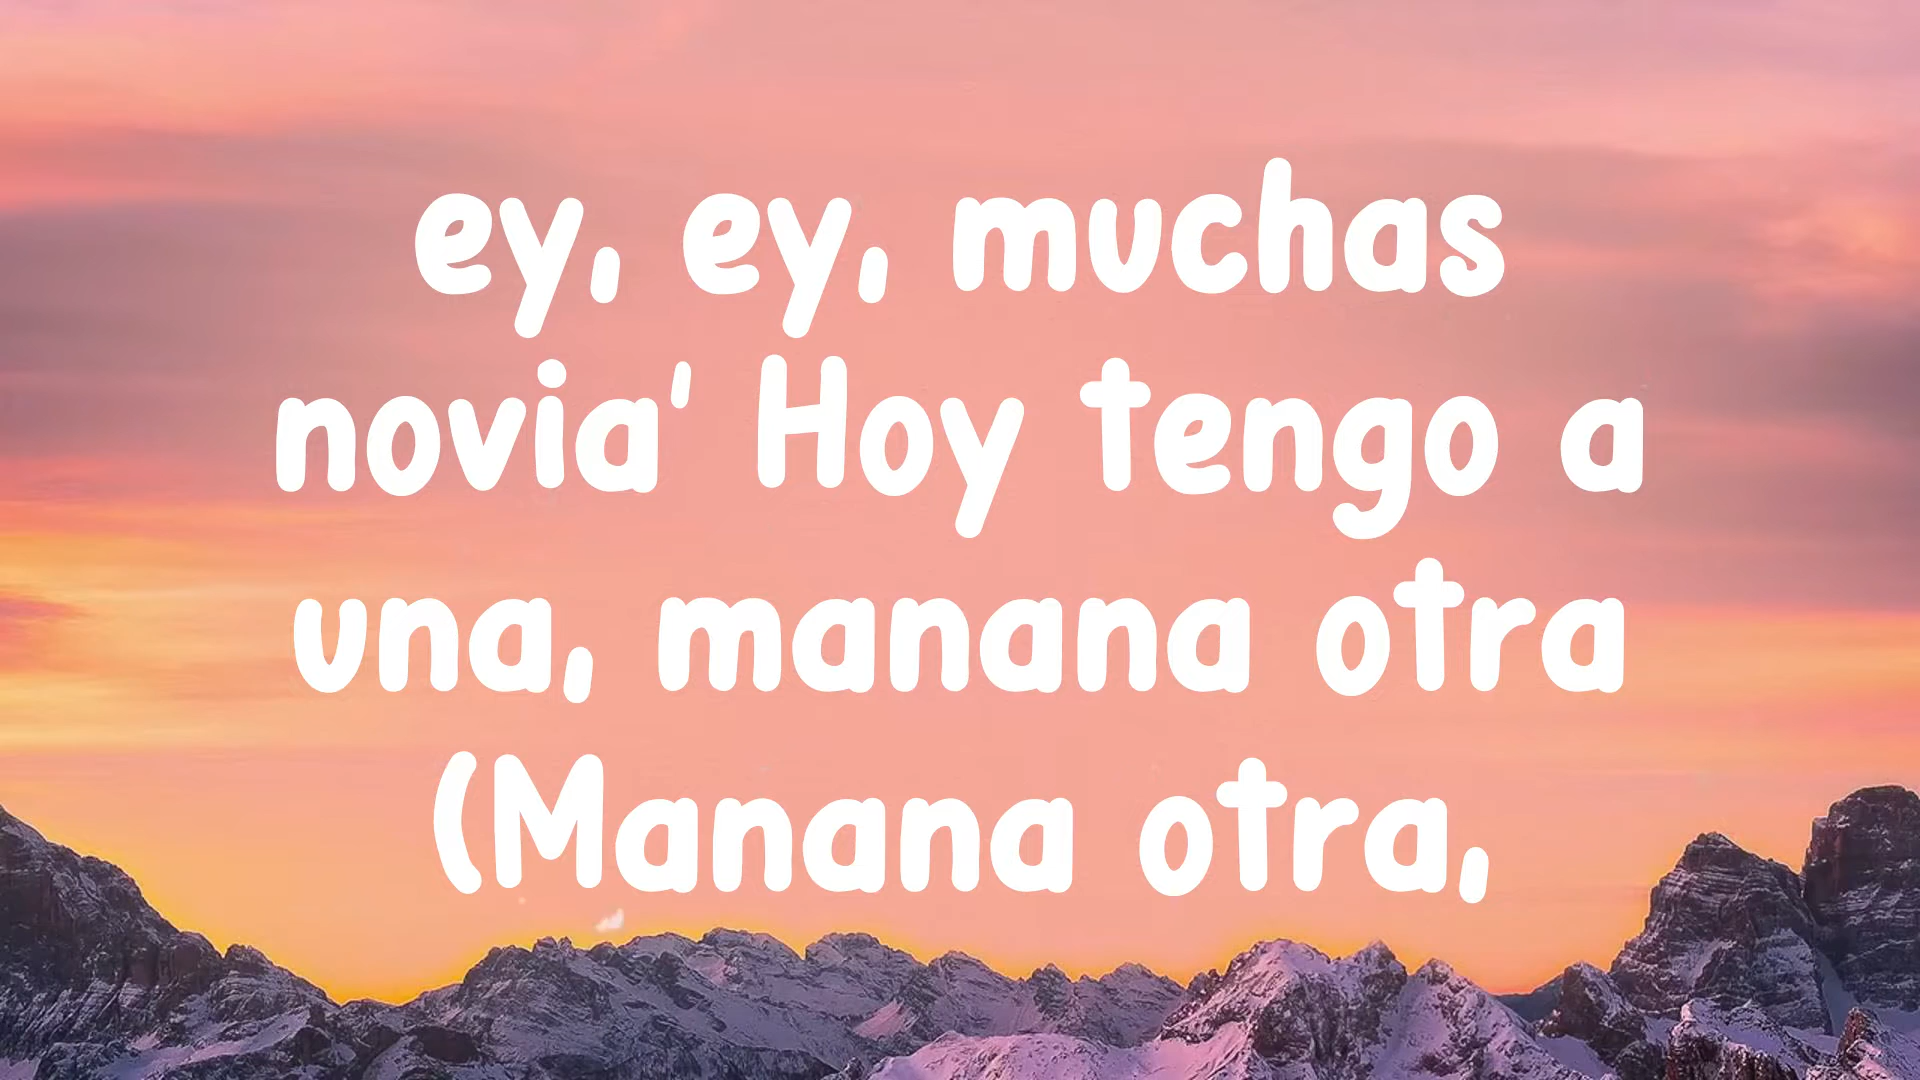 ey, ey, muchas
novia' Hoy tengo a
una, manana otra
(Manana otra,